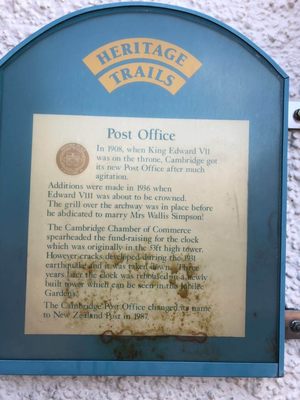 HERITAGE
TRAILS
Post Office
In 1908, when King Edward VII
was on the throne, Cambridge got
its new Post Office after much
agitation.
Additions were made in 1936 when
Edward VIII was about to be crowned.
The grill over the archway was in place before
he abdicated to marry Mrs Wallis Simpson!
The Cambridge Chamber of Commerce
spearheaded the fund-raising for the clock
which was originally in the 53ft high tower.
However cracks developed during the 1931
earthquake and it was taken down. Three
years later the clock was rehoused in a newly
built tower which can be seen in the Jubilee
Gardens.
The Cambridge Post Office changed its name
to New Zealand Post in 1987.